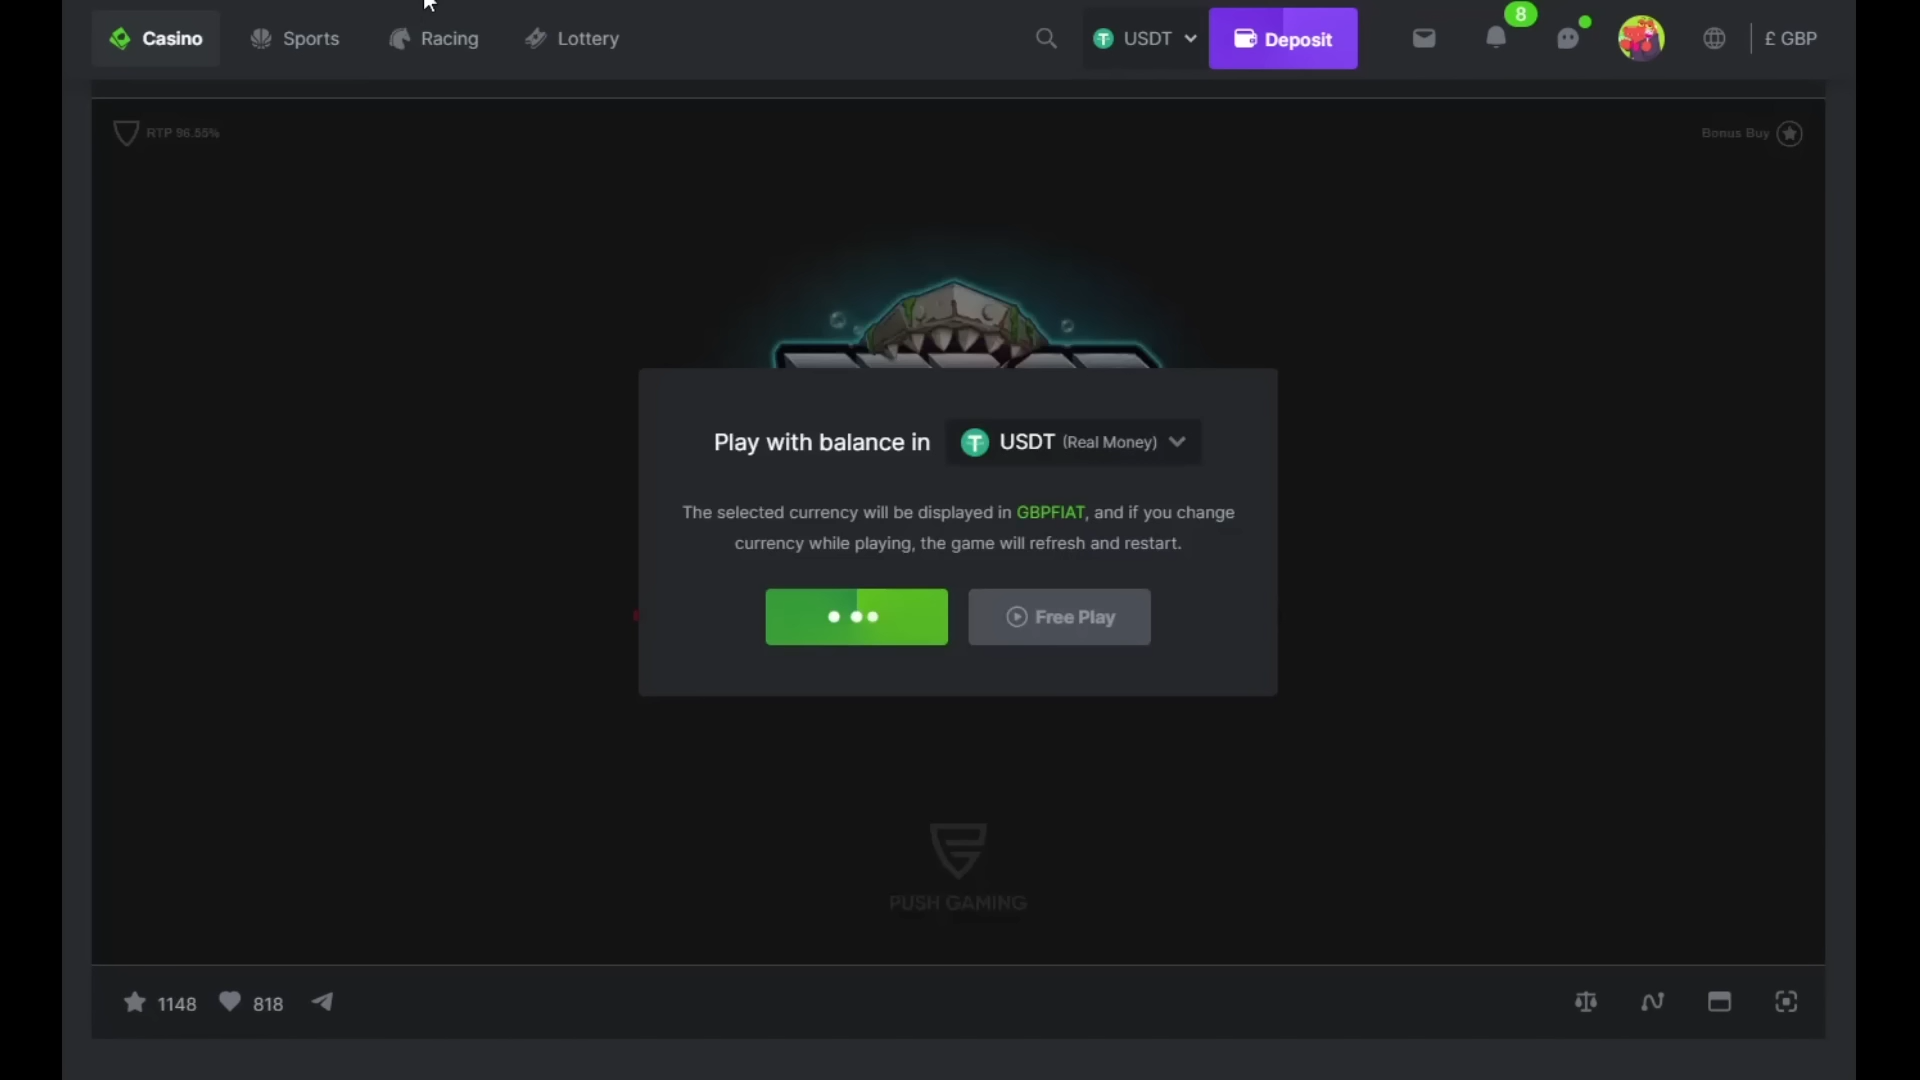 Casino
Sports
Racing
Lottery
USDT
Deposit
8
£ GBP
RTP 96.55%
Bonus Buy
Play with balance in
USDT (Real Money)
The selected currency will be displayed in GBPFIAT, and if you change
currency while playing, the game will refresh and restart.
Free Play
PUSH GAMING
1148
818